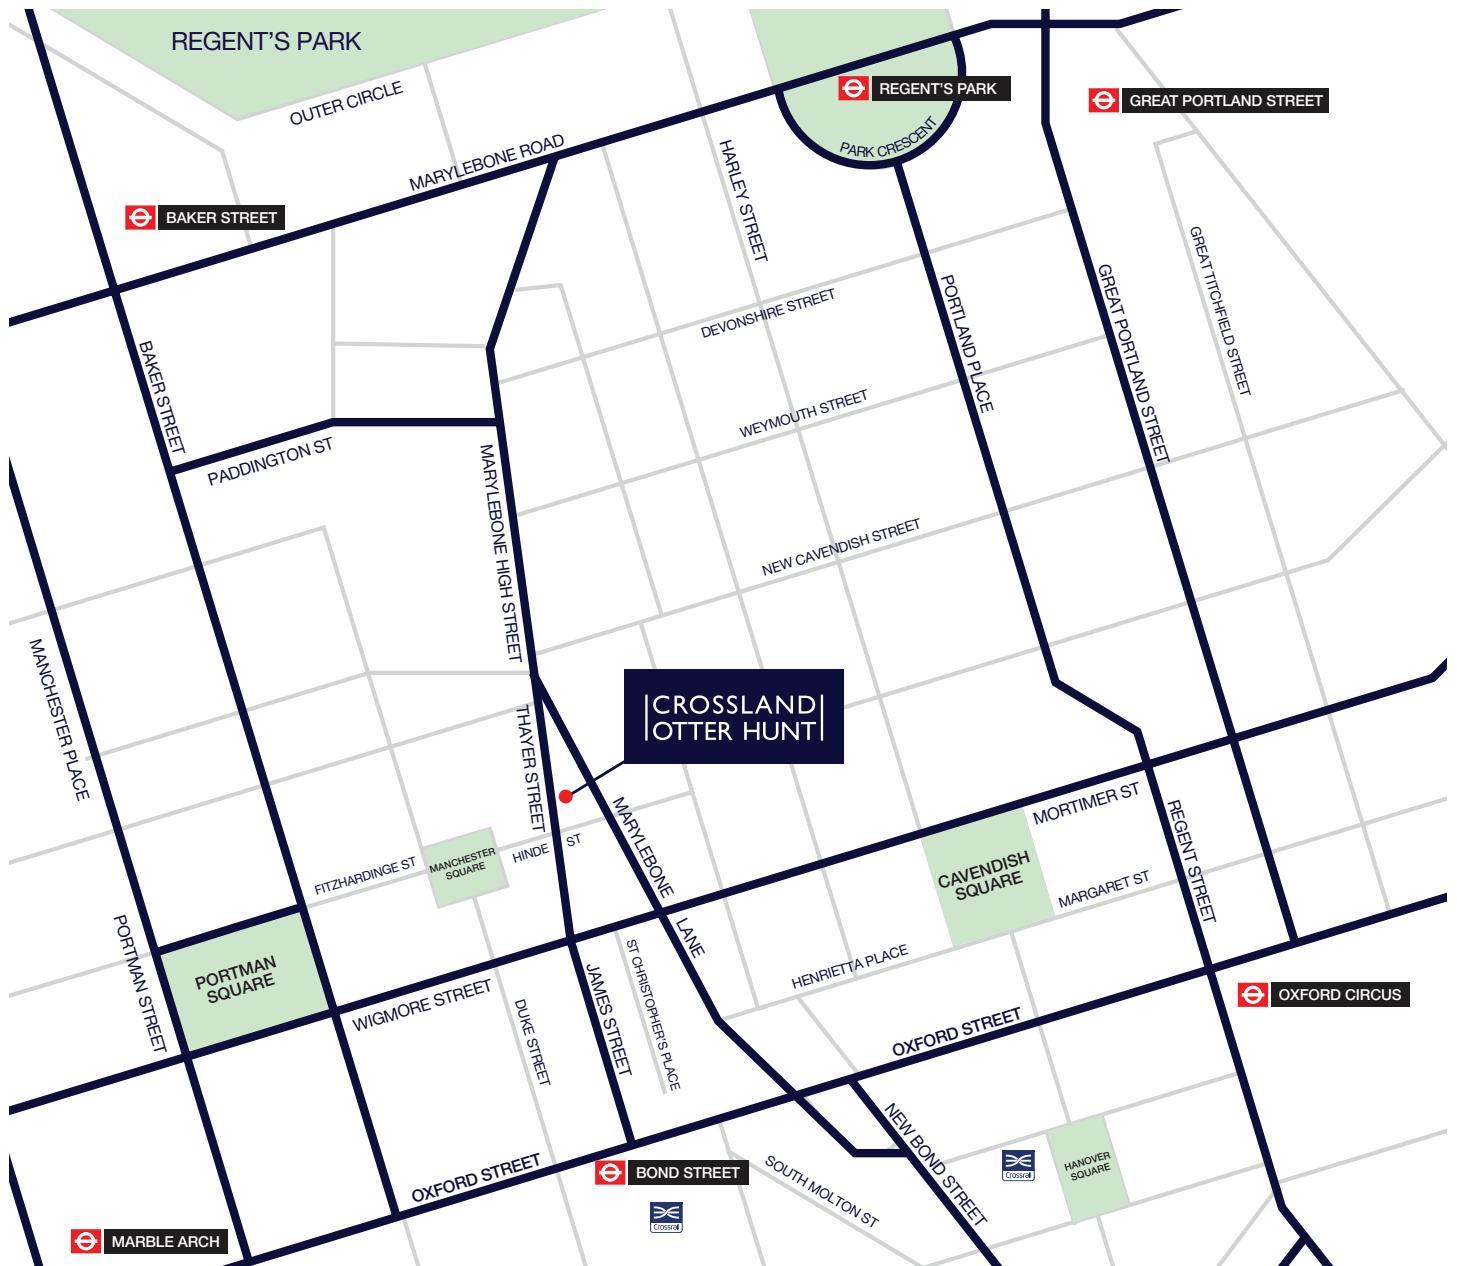 REGENT'S PARK
OUTER CIRCLE
MARYLEBONE ROAD
REGENT'S PARK
GREAT PORTLAND STREET
PARK CRESCENT
HARLEY STREET
BAKER STREET
GREAT TITCHFIELD STREET
DEVONSHIRE STREET
PORTLAND PLACE
GREAT PORTLAND STREET
BAKER STREET
WEYMOUTH STREET
PADDINGTON ST
MARYLEBONE HIGH STREET
NEW CAVENDISH STREET
MANCHESTER PLACE
CROSSLAND
OTTER HUNT
THAYER STREET
MARYLEBONE
LANE
MORTIMER ST
REGENT STREET
HINDE ST
MANCHESTER
SQUARE
FITZHARDINGE ST
CAVENDISH
SQUARE
MARGARET ST
PORTMAN STREET
PORTMAN
SQUARE
WIGMORE STREET
HENRIETTA PLACE
ST CHRISTOPHER'S PLACE
JAMES STREET
DUKE STREET
OXFORD CIRCUS
OXFORD STREET
NEW BOND STREET
HANOVER
SQUARE
Crossrail
OXFORD STREET
BOND STREET
SOUTH MOLTON ST
Crossrail
MARBLE ARCH